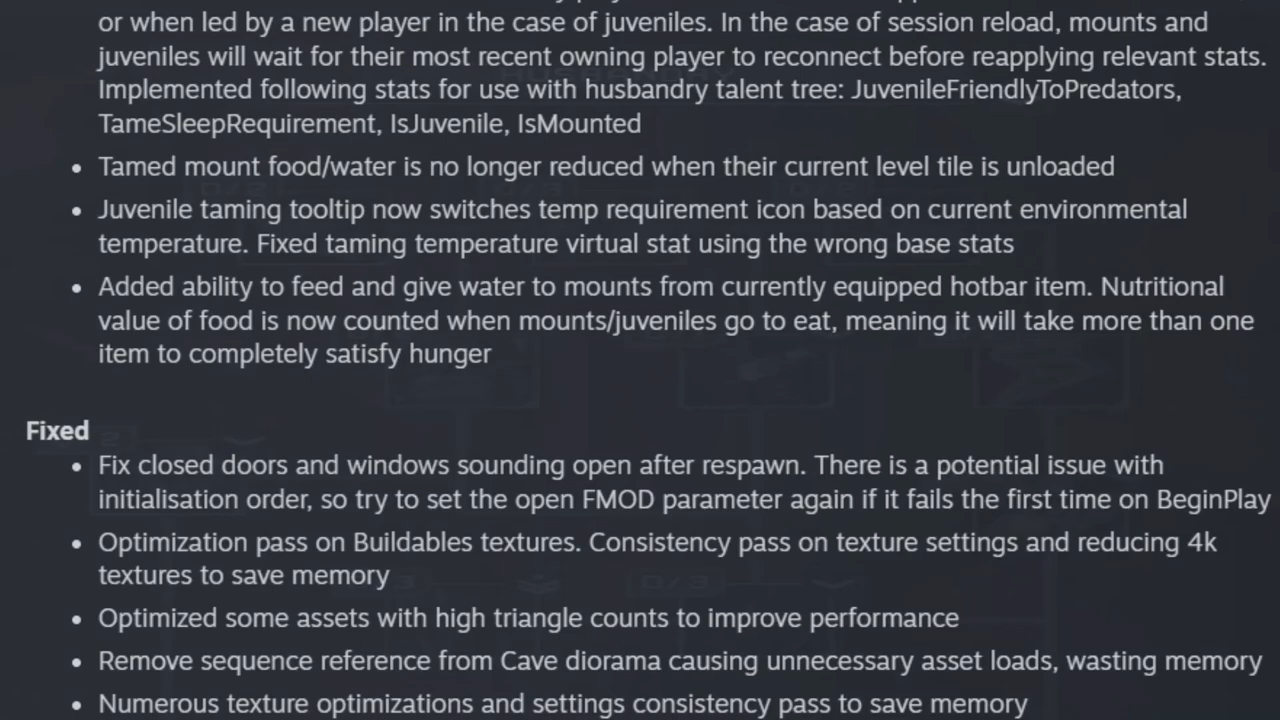 or when led by a new player in the case of juveniles. In the case of session reload, mounts and
juveniles will wait for their most recent owning player to reconnect before reapplying relevant stats.
Implemented following stats for use with husbandry talent tree: JuvenileFriendlyToPredators,
TameSleepRequirement, IsJuvenile, IsMounted
• Tamed mount food/water is no longer reduced when their current level tile is unloaded
• Juvenile taming tooltip now switches temp requirement icon based on current environmental
temperature. Fixed taming temperature virtual stat using the wrong base stats
• Added ability to feed and give water to mounts from currently equipped hotbar item. Nutritional
value of food is now counted when mounts/juveniles go to eat, meaning it will take more than one
item to completely satisfy hunger
Fixed
• Fix closed doors and windows sounding open after respawn. There is a potential issue with
initialisation order, so try to set the open FMOD parameter again if it fails the first time on BeginPlay
• Optimization pass on Buildables textures. Consistency pass on texture settings and reducing 4k
textures to save memory
• Optimized some assets with high triangle counts to improve performance
• Remove sequence reference from Cave diorama causing unnecessary asset loads, wasting memory
• Numerous texture optimizations and settings consistency pass to save memory